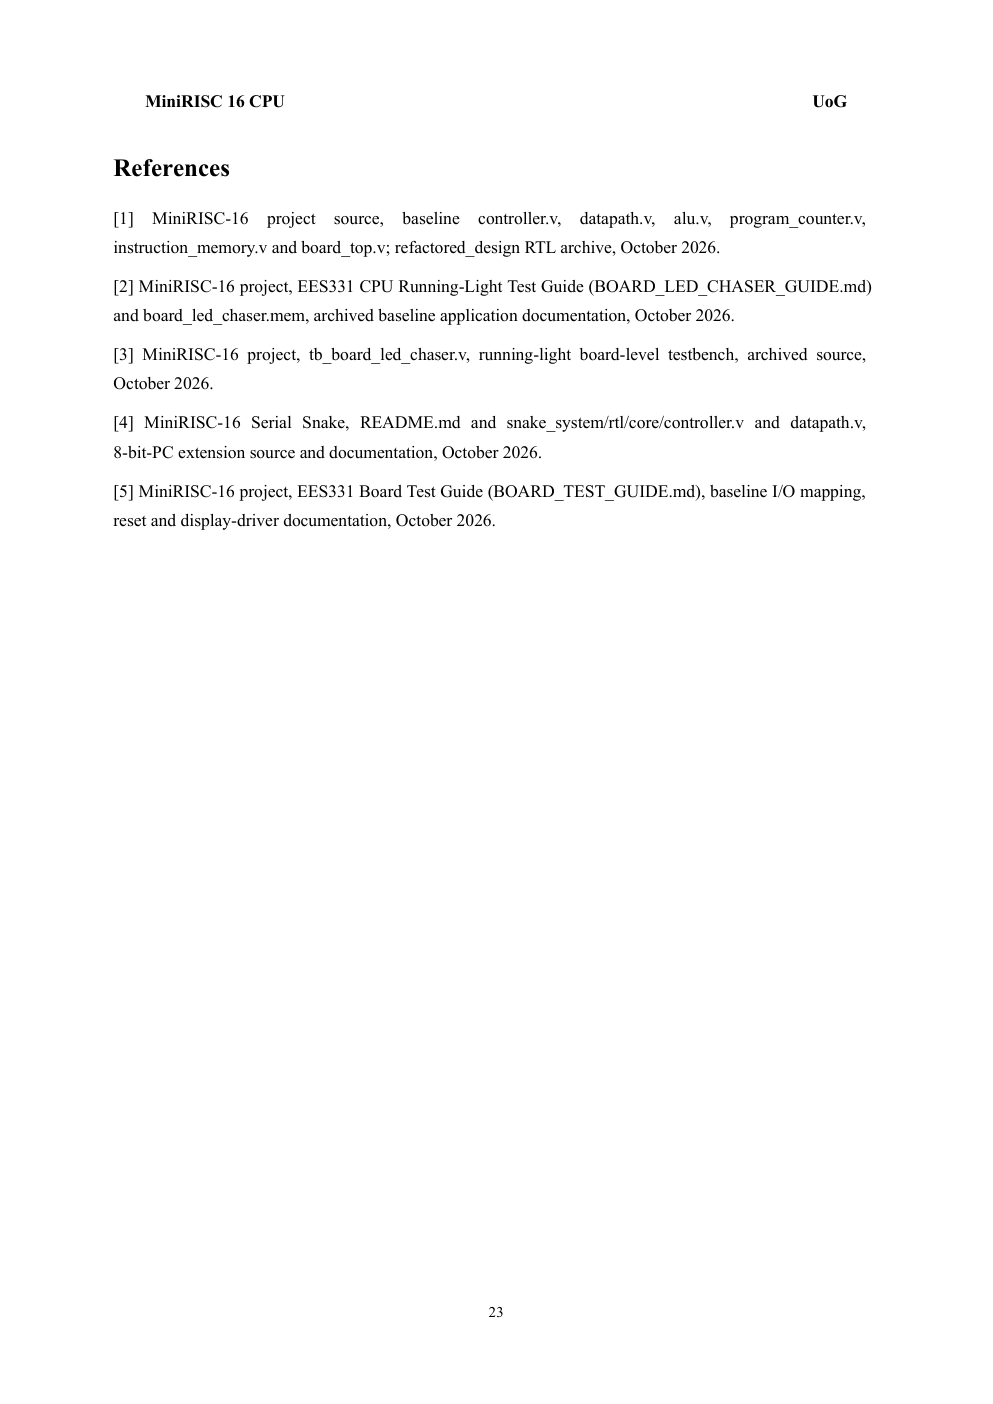 MiniRISC 16 CPU UoG
References
[1] MiniRISC-16 project source, baseline controller.v, datapath.v, alu.v, program_counter.v,
instruction_memory.v and board_top.v; refactored_design RTL archive, October 2026.
[2] MiniRISC-16 project, EES331 CPU Running-Light Test Guide (BOARD_LED_CHASER_GUIDE.md)
and board_led_chaser.mem, archived baseline application documentation, October 2026.
[3] MiniRISC-16 project, tb_board_led_chaser.v, running-light board-level testbench, archived source,
October 2026.
[4] MiniRISC-16 Serial Snake, README.md and snake_system/rtl/core/controller.v and datapath.v,
8-bit-PC extension source and documentation, October 2026.
[5] MiniRISC-16 project, EES331 Board Test Guide (BOARD_TEST_GUIDE.md), baseline I/O mapping,
reset and display-driver documentation, October 2026.
23